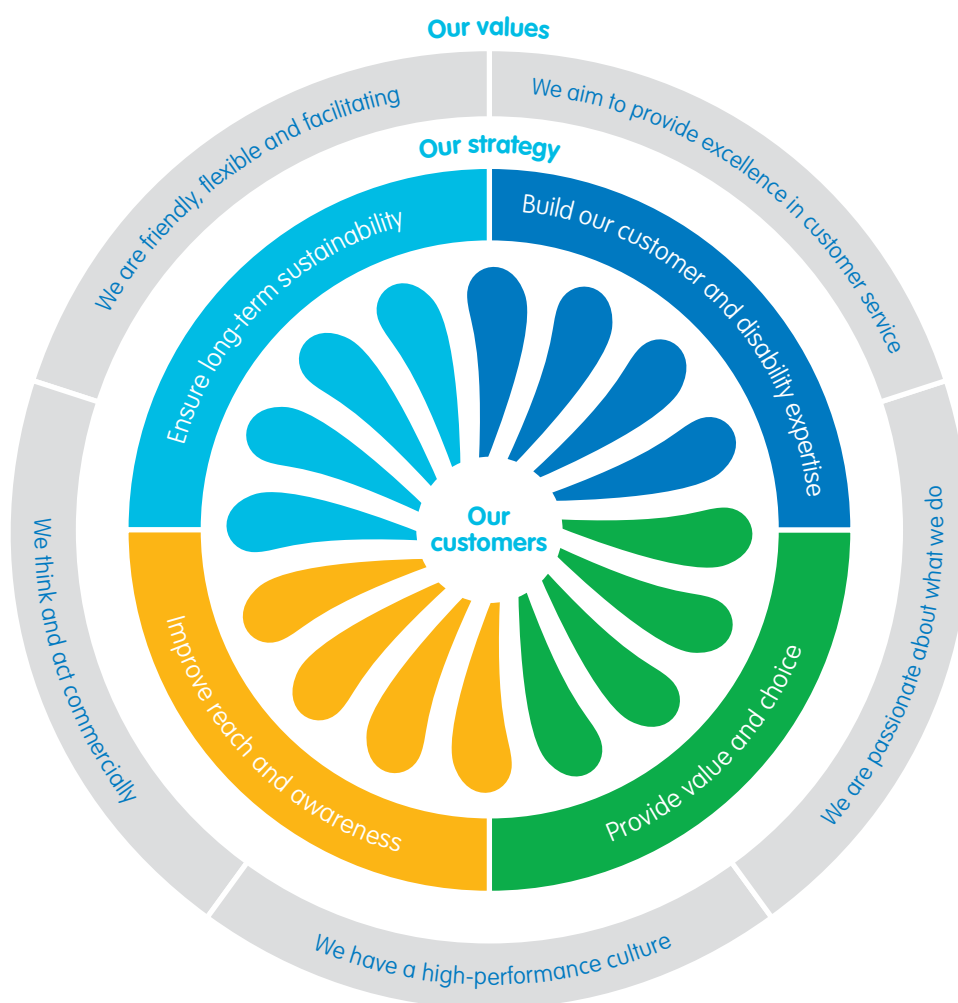 Our values
We aim to provide excellence in customer service
We are passionate about what we do
We have a high-performance culture
We think and act commercially
We are friendly, flexible and facilitating
Our strategy
Build our customer and disability expertise
Provide value and choice
Improve reach and awareness
Ensure long-term sustainability
Our
customers